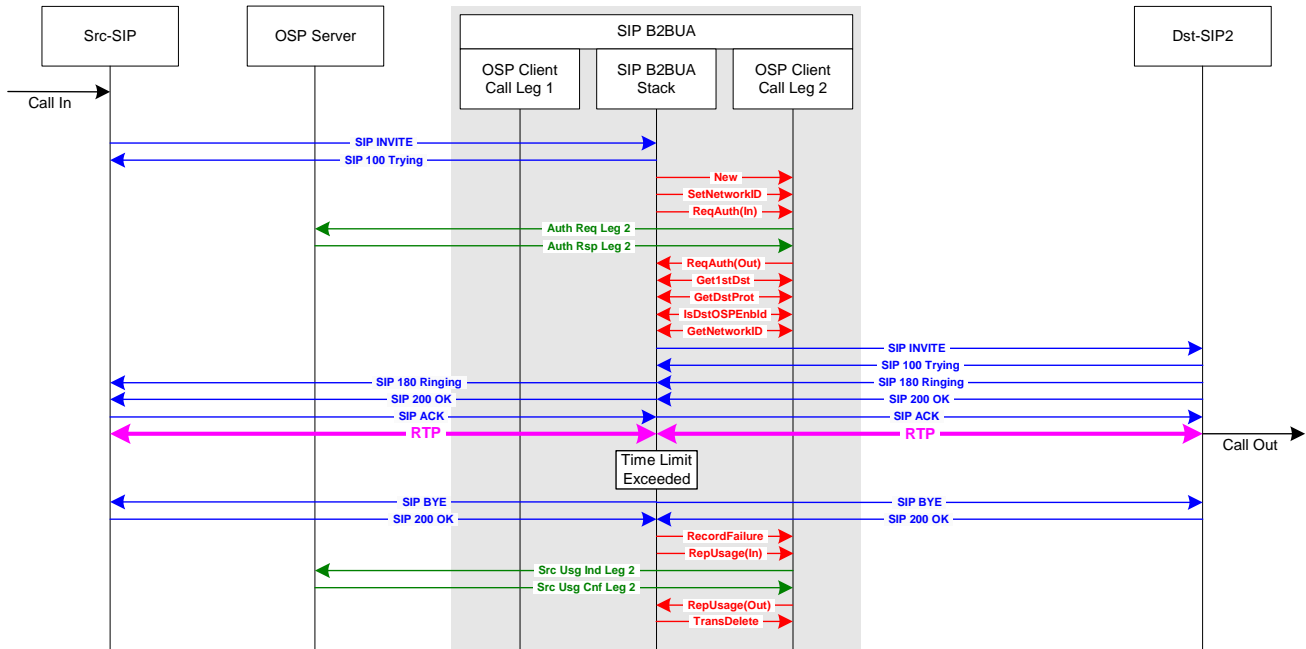 Src-SIP
OSP Server
SIP B2BUA
Dst-SIP2
OSP Client
Call Leg 1
SIP B2BUA
Stack
OSP Client
Call Leg 2
Call In
SIP INVITE
SIP 100 Trying
New
SetNetworkID
ReqAuth(In)
Auth Req Leg 2
Auth Rsp Leg 2
ReqAuth(Out)
Get1stDst
GetDstProt
IsDstOSPEnbld
GetNetworkID
SIP INVITE
SIP 100 Trying
SIP 180 Ringing
SIP 180 Ringing
SIP 200 OK
SIP 200 OK
SIP ACK
SIP ACK
RTP
RTP
Call Out
Time Limit
Exceeded
SIP BYE
SIP BYE
SIP 200 OK
SIP 200 OK
RecordFailure
RepUsage(In)
Src Usg Ind Leg 2
Src Usg Cnf Leg 2
RepUsage(Out)
TransDelete